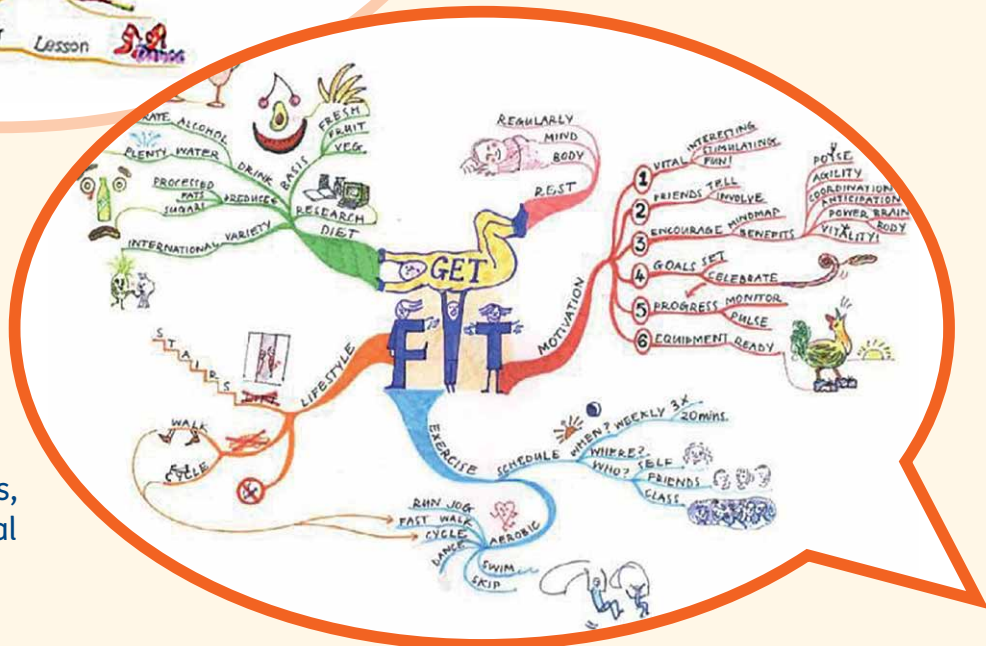 Lesson
GET
FIT
REST
REGULARLY
MIND
BODY
MOTIVATION
1 VITAL
INTERESTING
STIMULATING
FUN!
2 FRIENDS
TELL
INVOLVE
3 ENCOURAGE
MINDMAP
BENEFITS
POISE
AGILITY
COORDINATION
ANTICIPATION
POWER BRAIN
BODY
VITALITY!
4 GOALS
SET
CELEBRATE
5 PROGRESS
MONITOR
PULSE
6 EQUIPMENT READY
EXERCISE
SCHEDULE
WHEN? WEEKLY 3X
20mins.
WHERE?
WHO? SELF
FRIENDS
CLASS
AEROBIC
RUN JOG
FAST WALK
CYCLE
DANCE
SWIM
SKIP
LIFESTYLE
STAIRS
WALK
CYCLE
DIET
BASIS
FRESH
FRUIT
VEG.
RESEARCH
DRINK
ALCOHOL
PLENTY WATER
REDUCE
PROCESSED
FATS
SUGARS
VARIETY
INTERNATIONAL